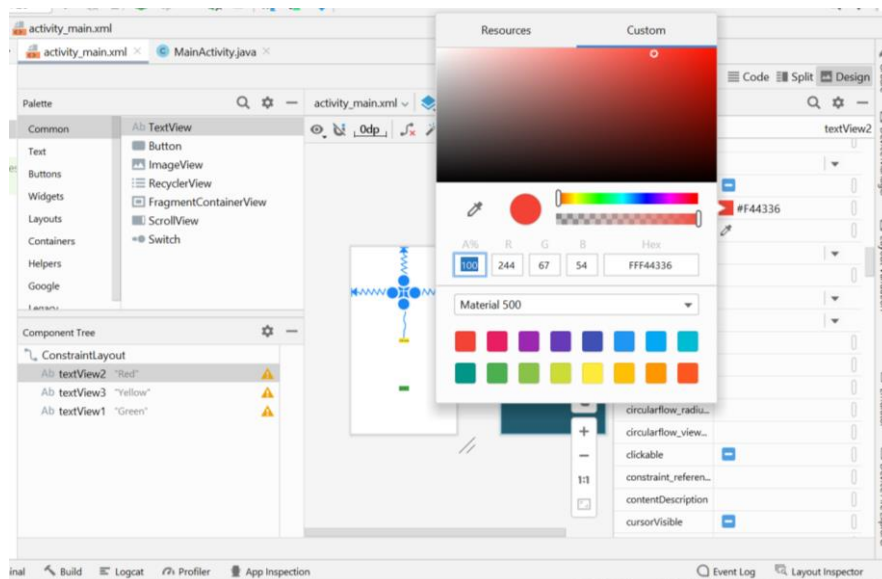 activity_main.xml
activity_main.xml
MainActivity.java
Code
Split
Design
Palette
Common
Text
Buttons
Widgets
Layouts
Containers
Helpers
Google
Ab TextView
Button
ImageView
RecyclerView
FragmentContainerView
ScrollView
Switch
activity_main.xml
0dp
Component Tree
ConstraintLayout
Ab textView2 "Red"
Ab textView3 "Yellow"
Ab textView1 "Green"
Resources
Custom
A% R G B Hex
100 244 67 54 FFF44336
Material 500
1:1
textView2
#F44336
circularflow_radiu...
circularflow_view...
clickable
constraint_referen...
contentDescription
cursorVisible
Build
Logcat
Profiler
App Inspection
Event Log
Layout Inspector